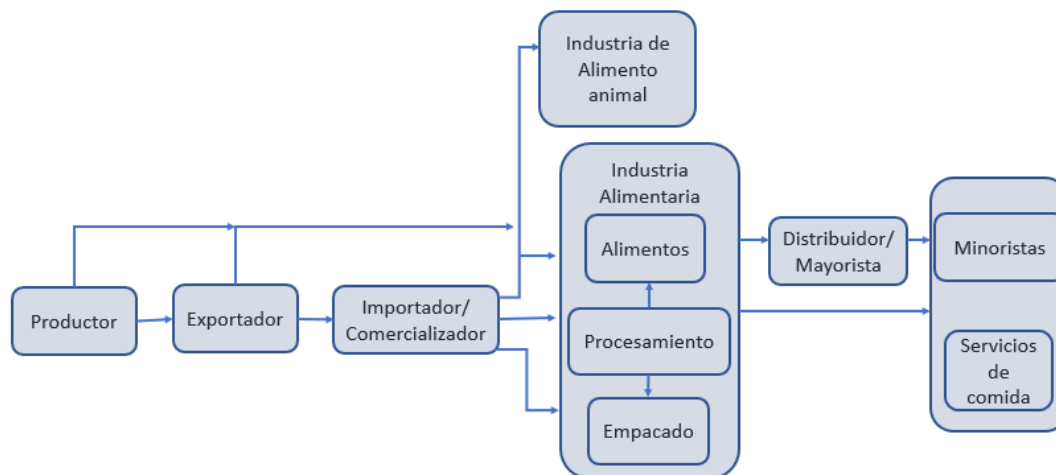 Industria de
Alimento
animal
Industria
Alimentaria
Alimentos
Distribuidor/
Mayorista
Minoristas
Productor
Exportador
Importador/
Comercializador
Procesamiento
Servicios
de
comida
Empacado